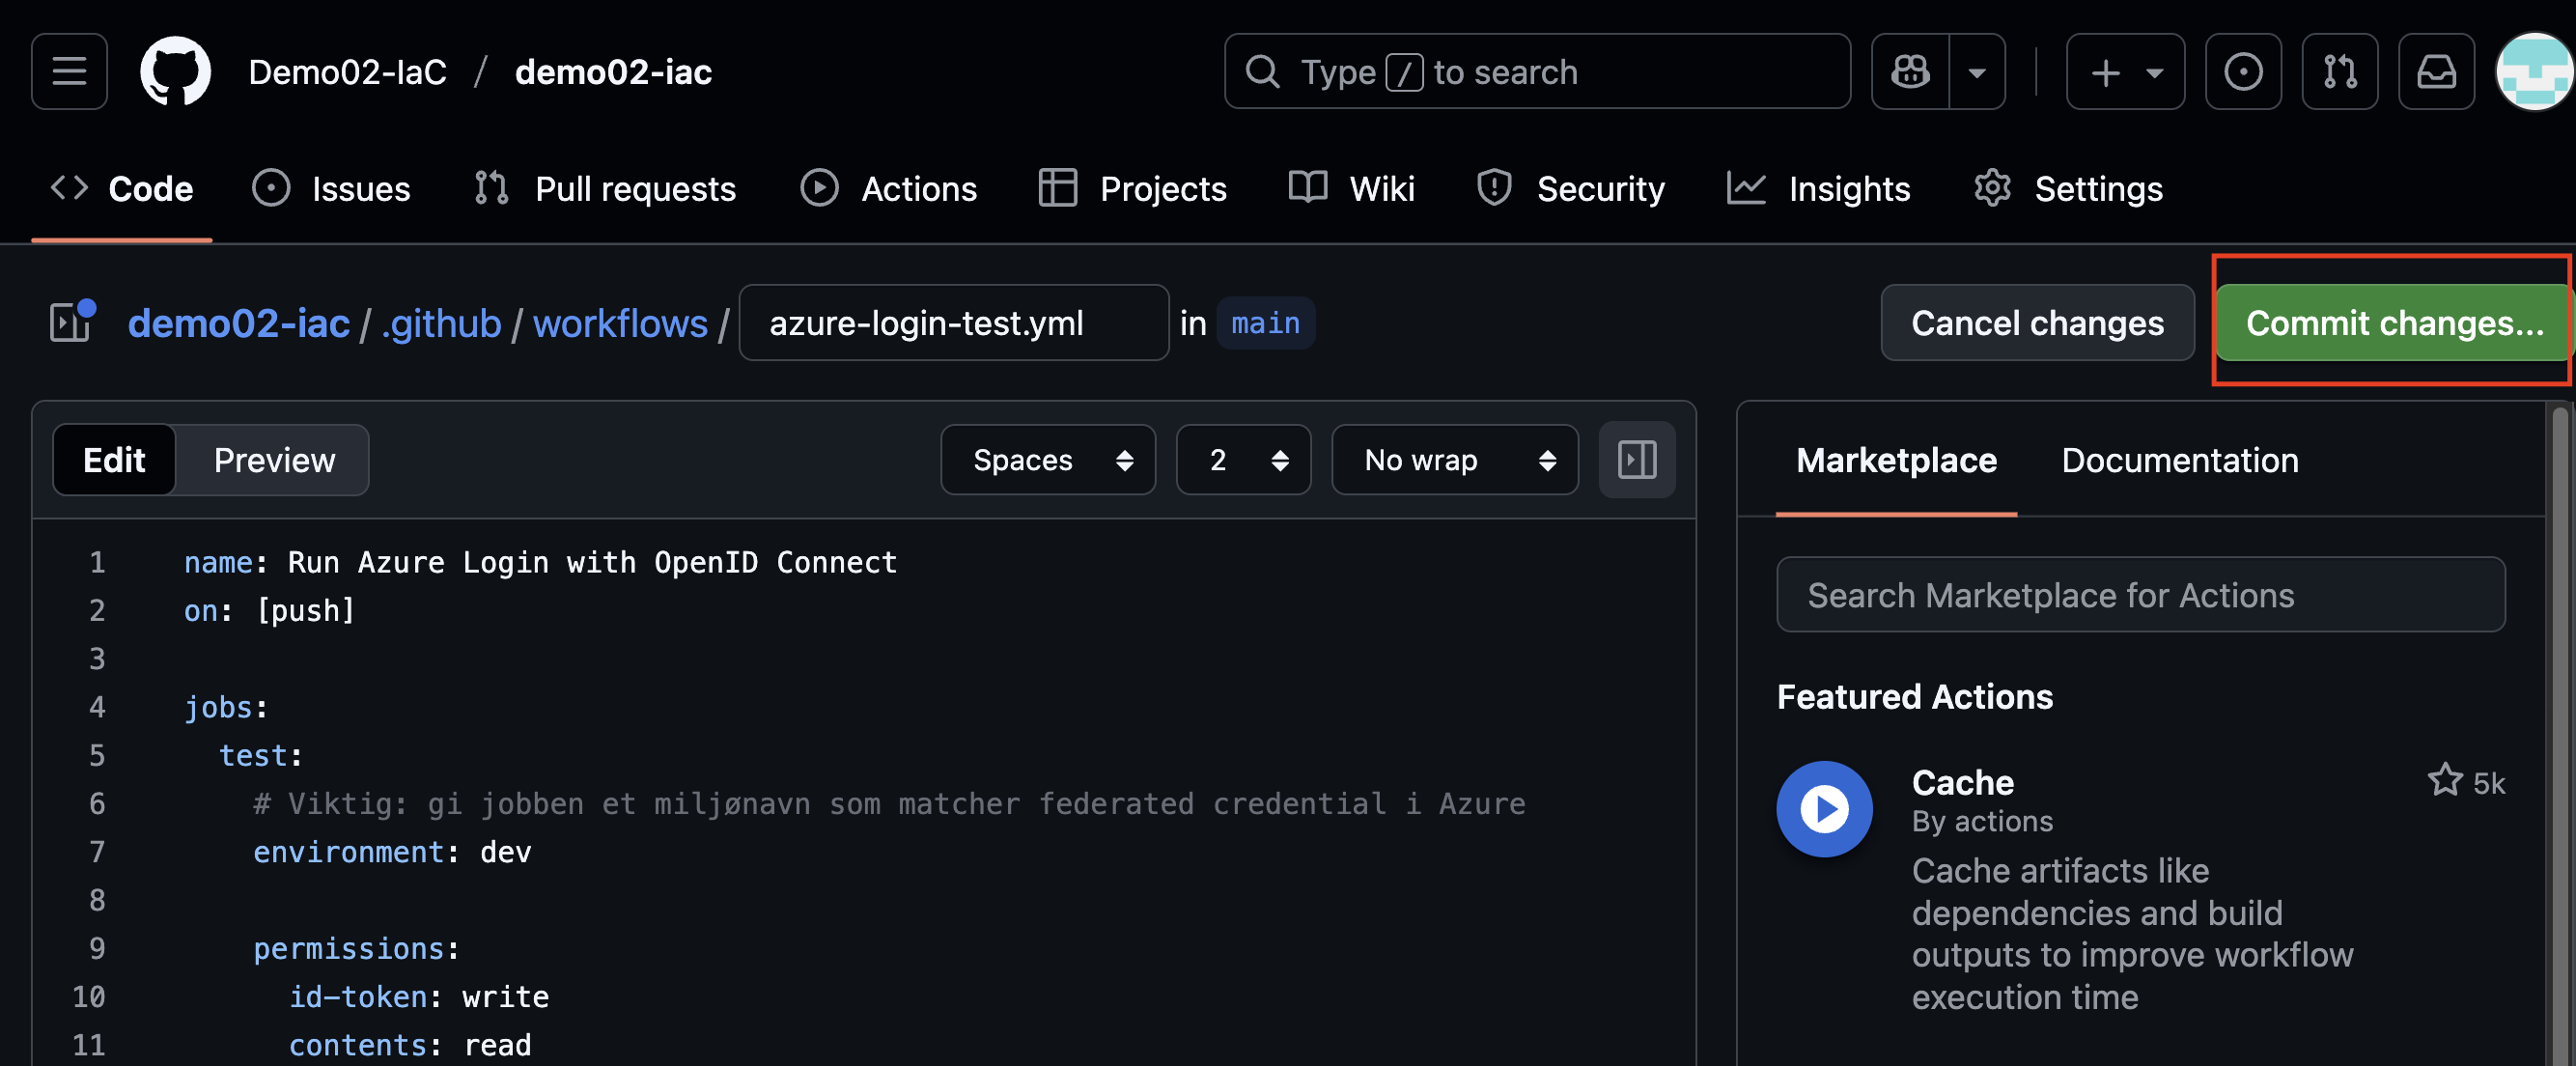 Demo02-IaC / demo02-iac
Type / to search
Code Issues Pull requests Actions Projects Wiki Security Insights Settings
demo02-iac / .github / workflows / azure-login-test.yml in main
Cancel changes Commit changes...
Edit Preview Spaces 2 No wrap
1 name: Run Azure Login with OpenID Connect
2 on: [push]
3
4 jobs:
5 test:
6 # Viktig: gi jobben et miljønavn som matcher federated credential i Azure
7 environment: dev
8
9 permissions:
10 id-token: write
11 contents: read
Marketplace Documentation
Search Marketplace for Actions
Featured Actions
Cache 5k
By actions
Cache artifacts like
dependencies and build
outputs to improve workflow
execution time